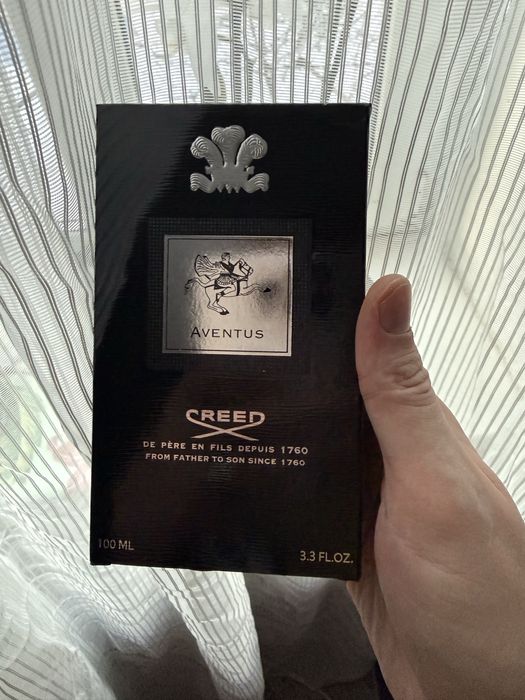 AVENTUS
CREED
DE PÈRE EN FILS DEPUIS 1760
FROM FATHER TO SON SINCE 1760
100 ML
3.3 FL.OZ.